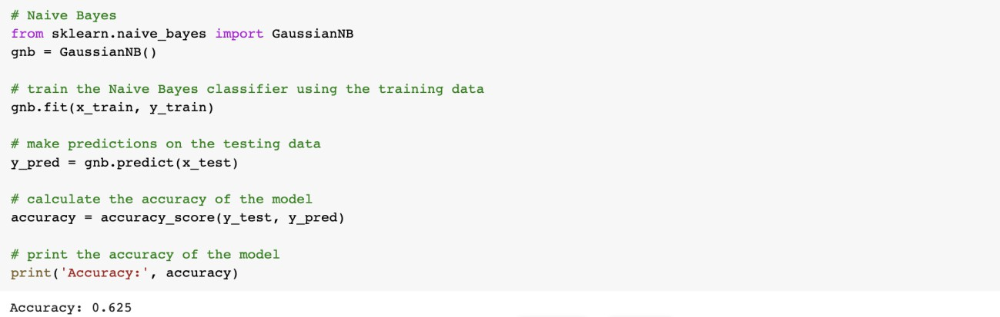 # Naive Bayes
from sklearn.naive_bayes import GaussianNB
gnb = GaussianNB()
# train the Naive Bayes classifier using the training data
gnb.fit(x_train, y_train)
# make predictions on the testing data
y_pred = gnb.predict(x_test)
# calculate the accuracy of the model
accuracy = accuracy_score(y_test, y_pred)
# print the accuracy of the model
print('Accuracy:', accuracy)
Accuracy: 0.625